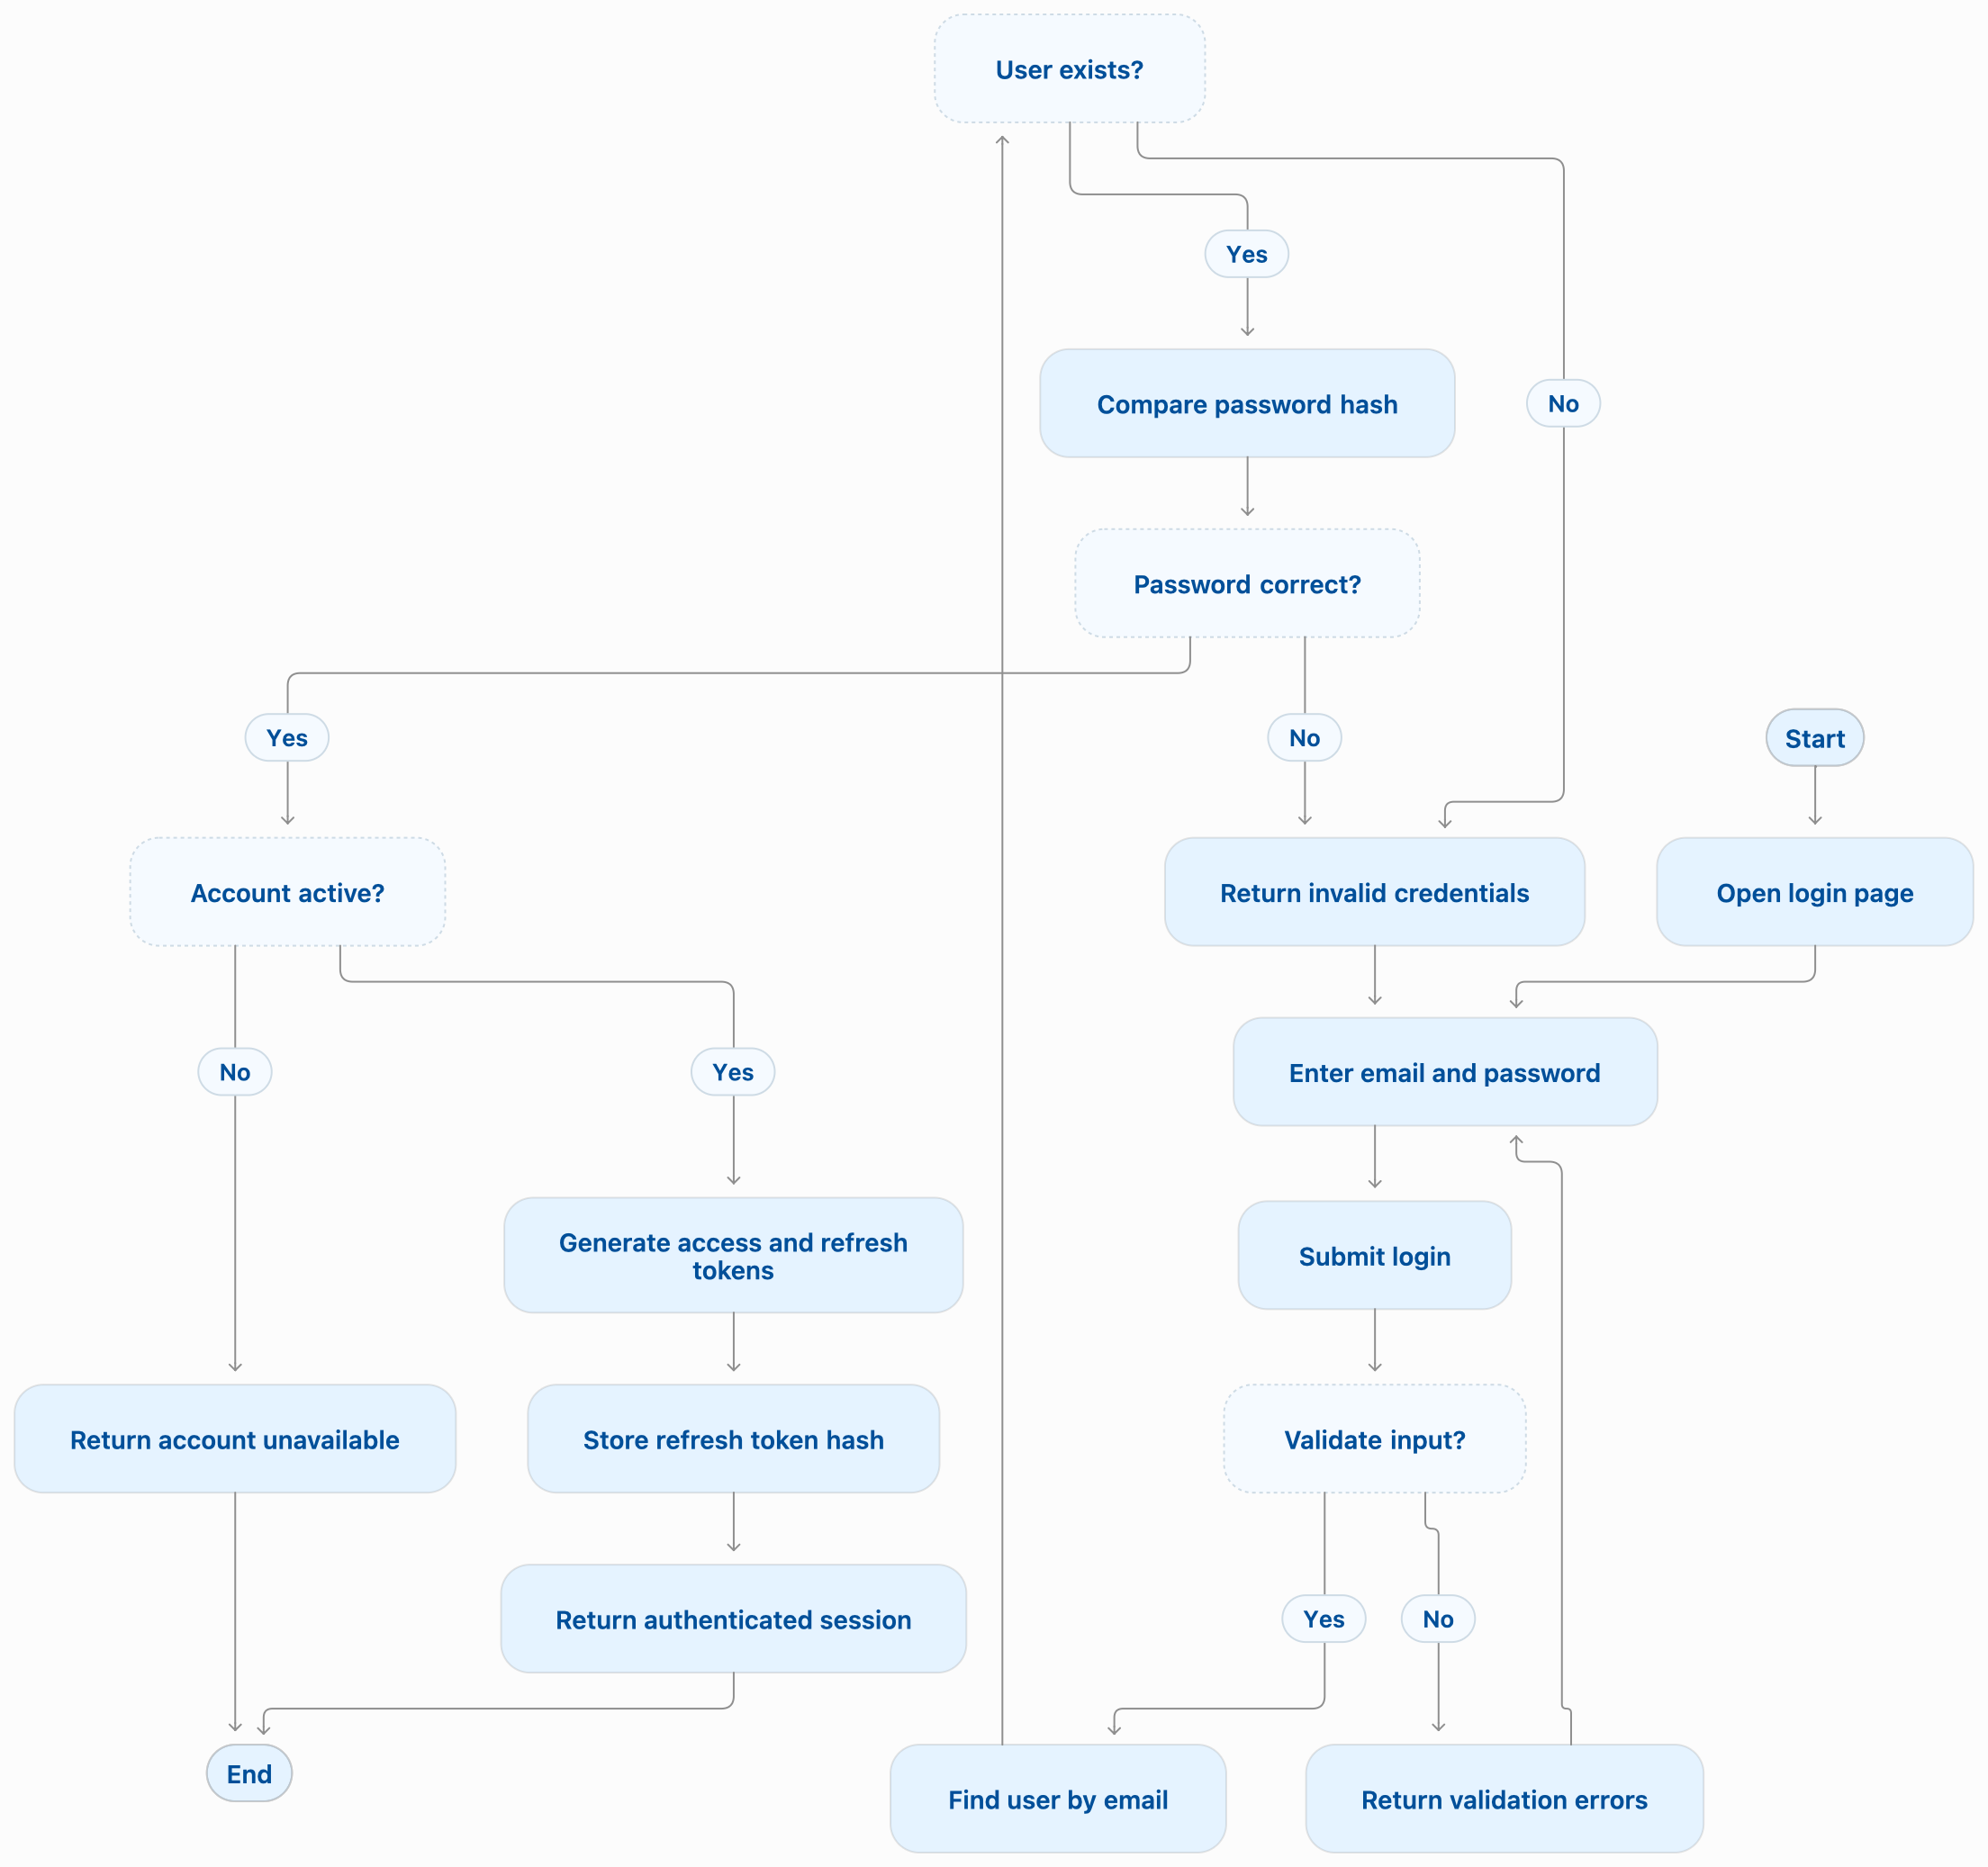 User exists?
Yes
Compare password hash
No
Password correct?
Yes
No
Start
Account active?
Return invalid credentials
Open login page
No
Yes
Enter email and password
Generate access and refresh
tokens
Submit login
Return account unavailable
Store refresh token hash
Validate input?
Return authenticated session
Yes
No
End
Find user by email
Return validation errors